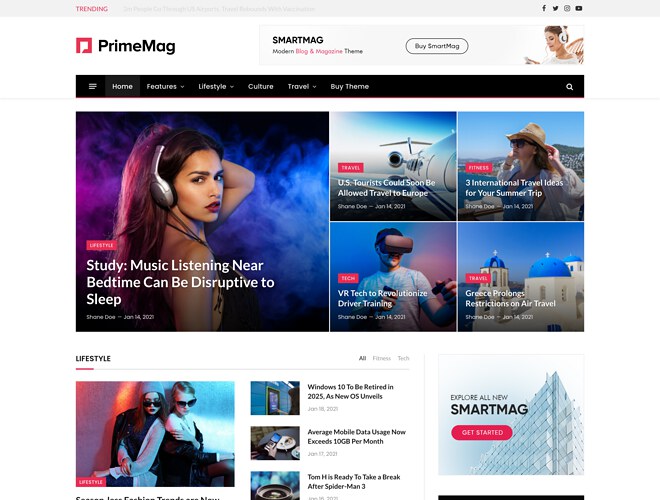 TRENDING
PrimeMag
SMARTMAG
Modern Blog & Magazine Theme
Buy SmartMag
Home Features Lifestyle Culture Travel Buy Theme
LIFESTYLE
Study: Music Listening Near
Bedtime Can Be Disruptive to
Sleep
Shane Doe — Jan 14, 2021
TRAVEL
U.S. Tourists Could Soon Be
Allowed Travel to Europe
Shane Doe — Jan 14, 2021
FITNESS
3 International Travel Ideas
for Your Summer Trip
Shane Doe — Jan 14, 2021
TECH
VR Tech to Revolutionize
Driver Training
Shane Doe — Jan 14, 2021
TRAVEL
Greece Prolongs
Restrictions on Air Travel
Shane Doe — Jan 14, 2021
LIFESTYLE
All Fitness Tech
LIFESTYLE
Windows 10 To Be Retired in
2025, As New OS Unveils
Jan 18, 2021
Average Mobile Data Usage Now
Exceeds 10GB Per Month
Jan 17, 2021
Tom H is Ready To Take a Break
After Spider-Man 3
EXPLORE ALL NEW
SMARTMAG
GET STARTED